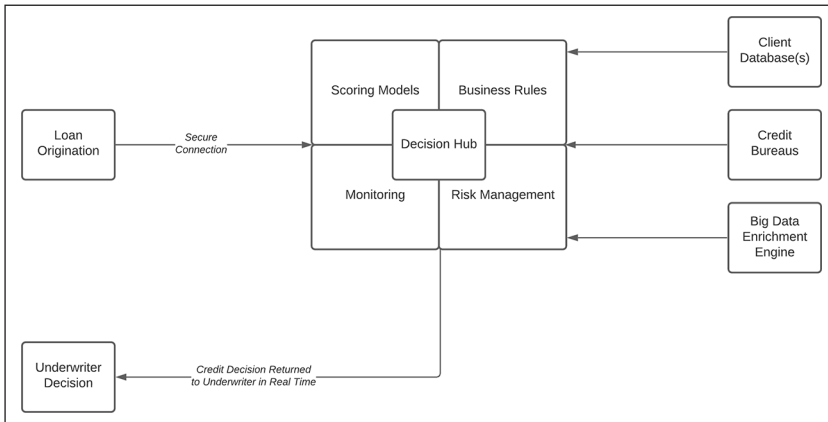 Client
Database(s)
Scoring Models
Business Rules
Loan
Origination
Secure
Connection
Decision Hub
Credit
Bureaus
Monitoring
Risk Management
Big Data
Enrichment
Engine
Underwriter
Decision
Credit Decision Returned
to Underwriter in Real Time